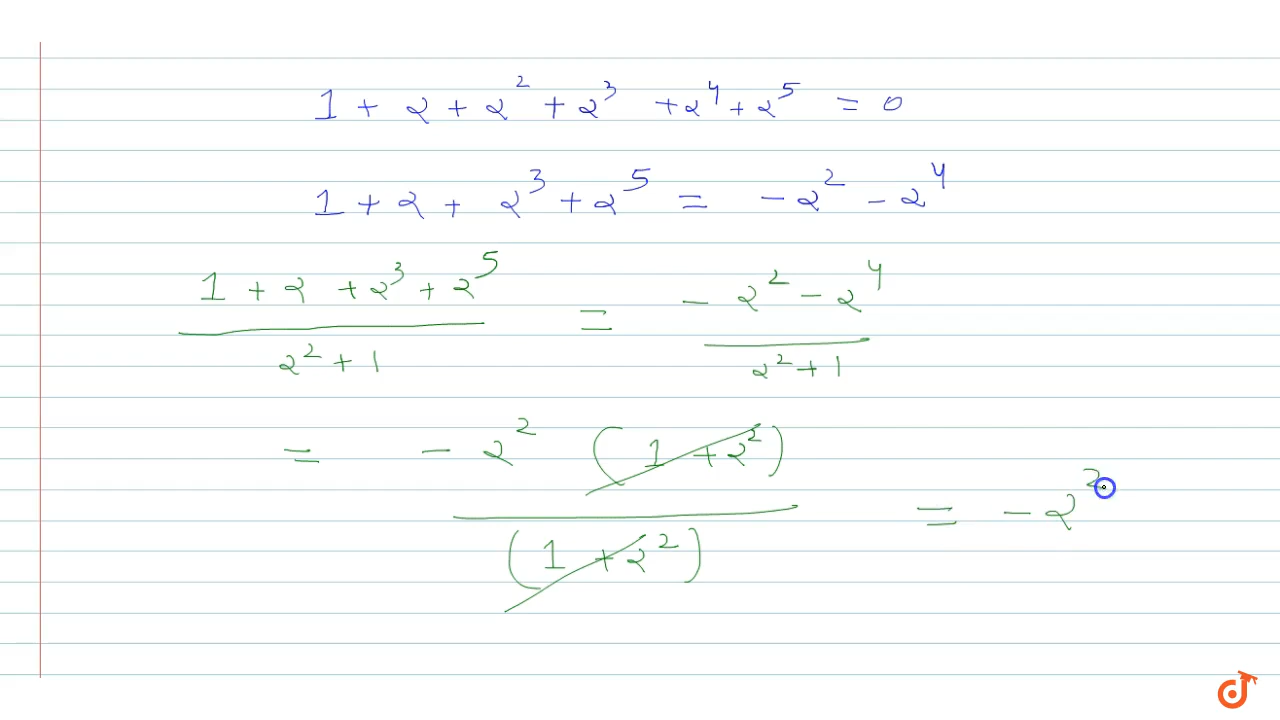 1 + α + α² + α³ + α⁴ + α⁵ = 0
1 + α + α³ + α⁵ = -α² - α⁴
(1 + α + α³ + α⁵)/(α² + 1) = (-α² - α⁴)/(α² + 1)
= -α² (1 + α²)/(1 + α²) = -α²